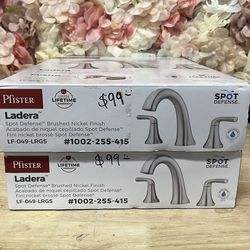 $99
Pfister
LIFETIME
Ladera™
Spot Defense™ Brushed Nickel Finish
Acabado de níquel cepillado Spot Defense™
Fini nickel brossé Spot Defense™
LF-049-LRGS #1002-255-415
SPOT
DEFENSE
$99
Pfister
LIFETIME
Ladera™
Spot Defense™ Brushed Nickel Finish
Acabado de níquel cepillado Spot Defense™
Fini nickel brossé Spot Defense™
LF-049-LRGS #1002-255-415
SPOT
DEFENSE